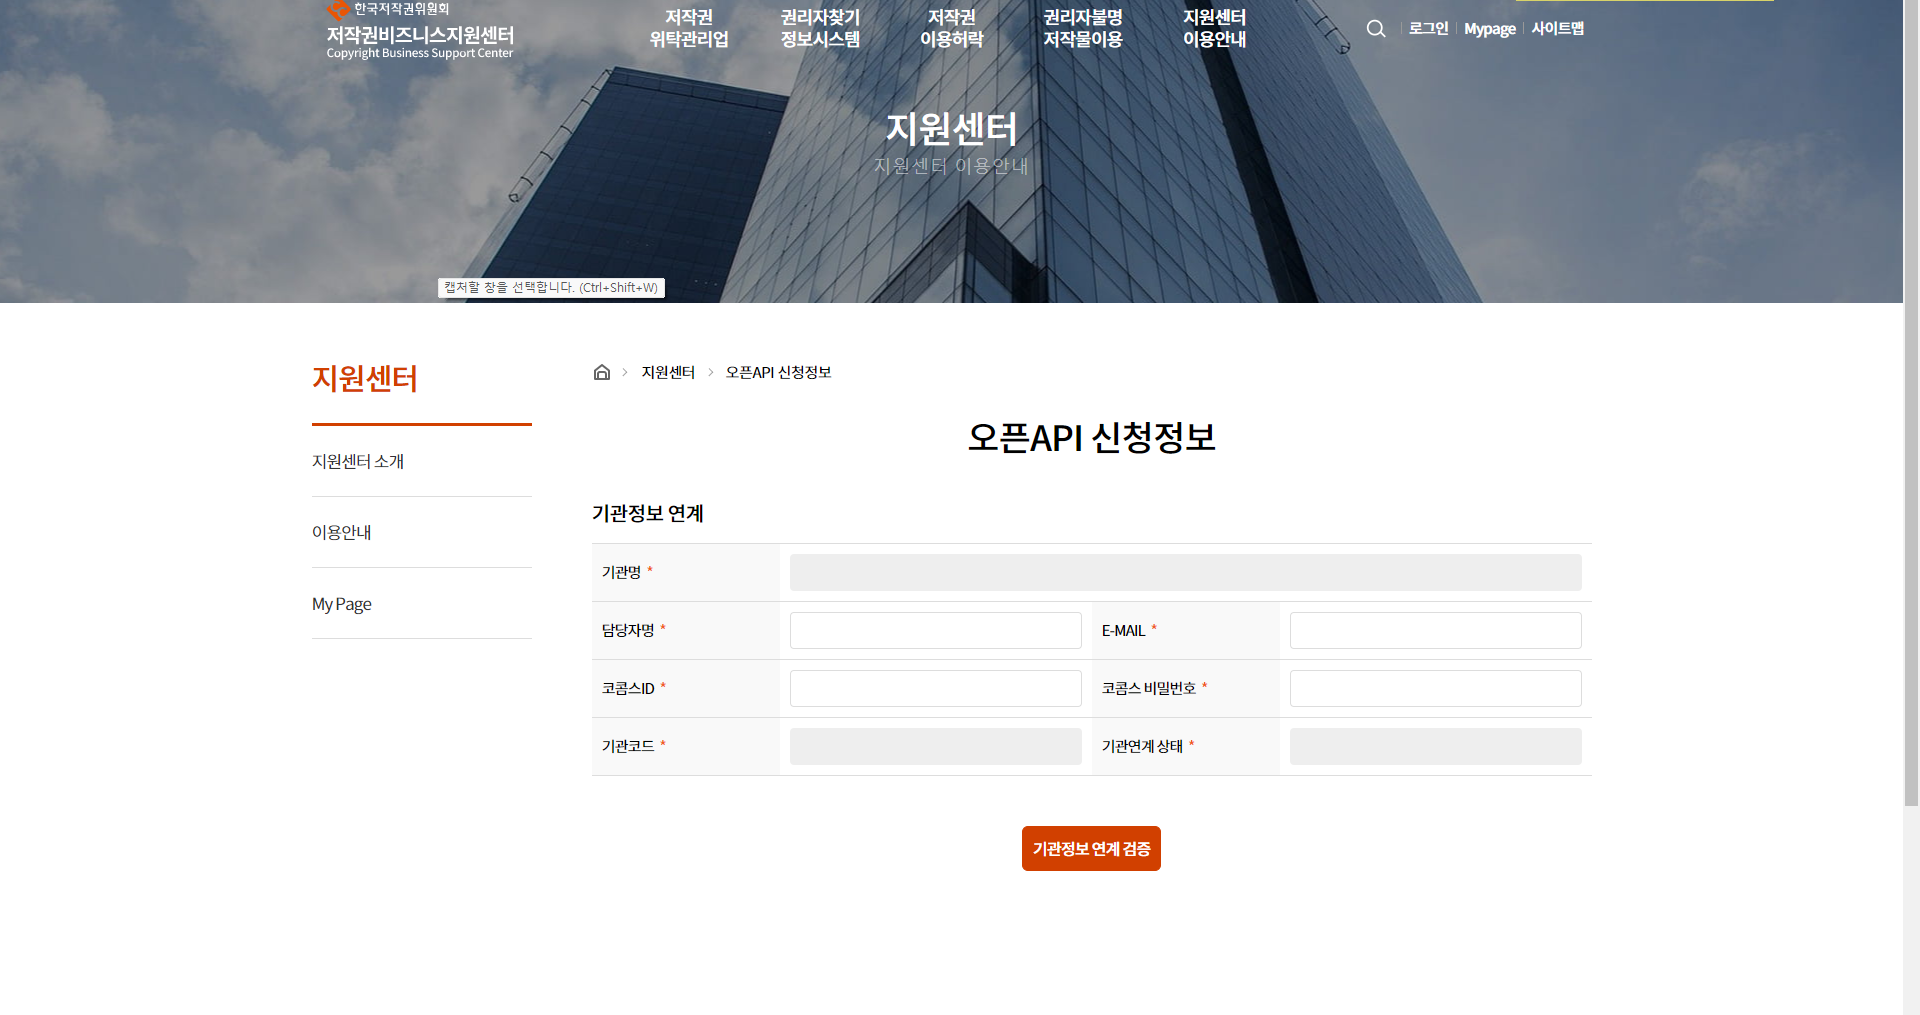 한국저작권위원회
저작권비즈니스지원센터
Copyright Business Support Center
저작권
위탁관리업
권리자찾기
정보시스템
저작권
이용허락
권리자불명
저작물이용
지원센터
이용안내
로그인
Mypage
사이트맵
지원센터
지원센터 이용안내
캡처할 창을 선택합니다. (Ctrl+Shift+W)
지원센터
지원센터 소개
이용안내
My Page
지원센터
오픈API 신청정보
오픈API 신청정보
기관정보 연계
기관명 *
담당자명 *
E-MAIL *
코콤스ID *
코콤스 비밀번호 *
기관코드 *
기관연계 상태 *
기관정보 연계 검증